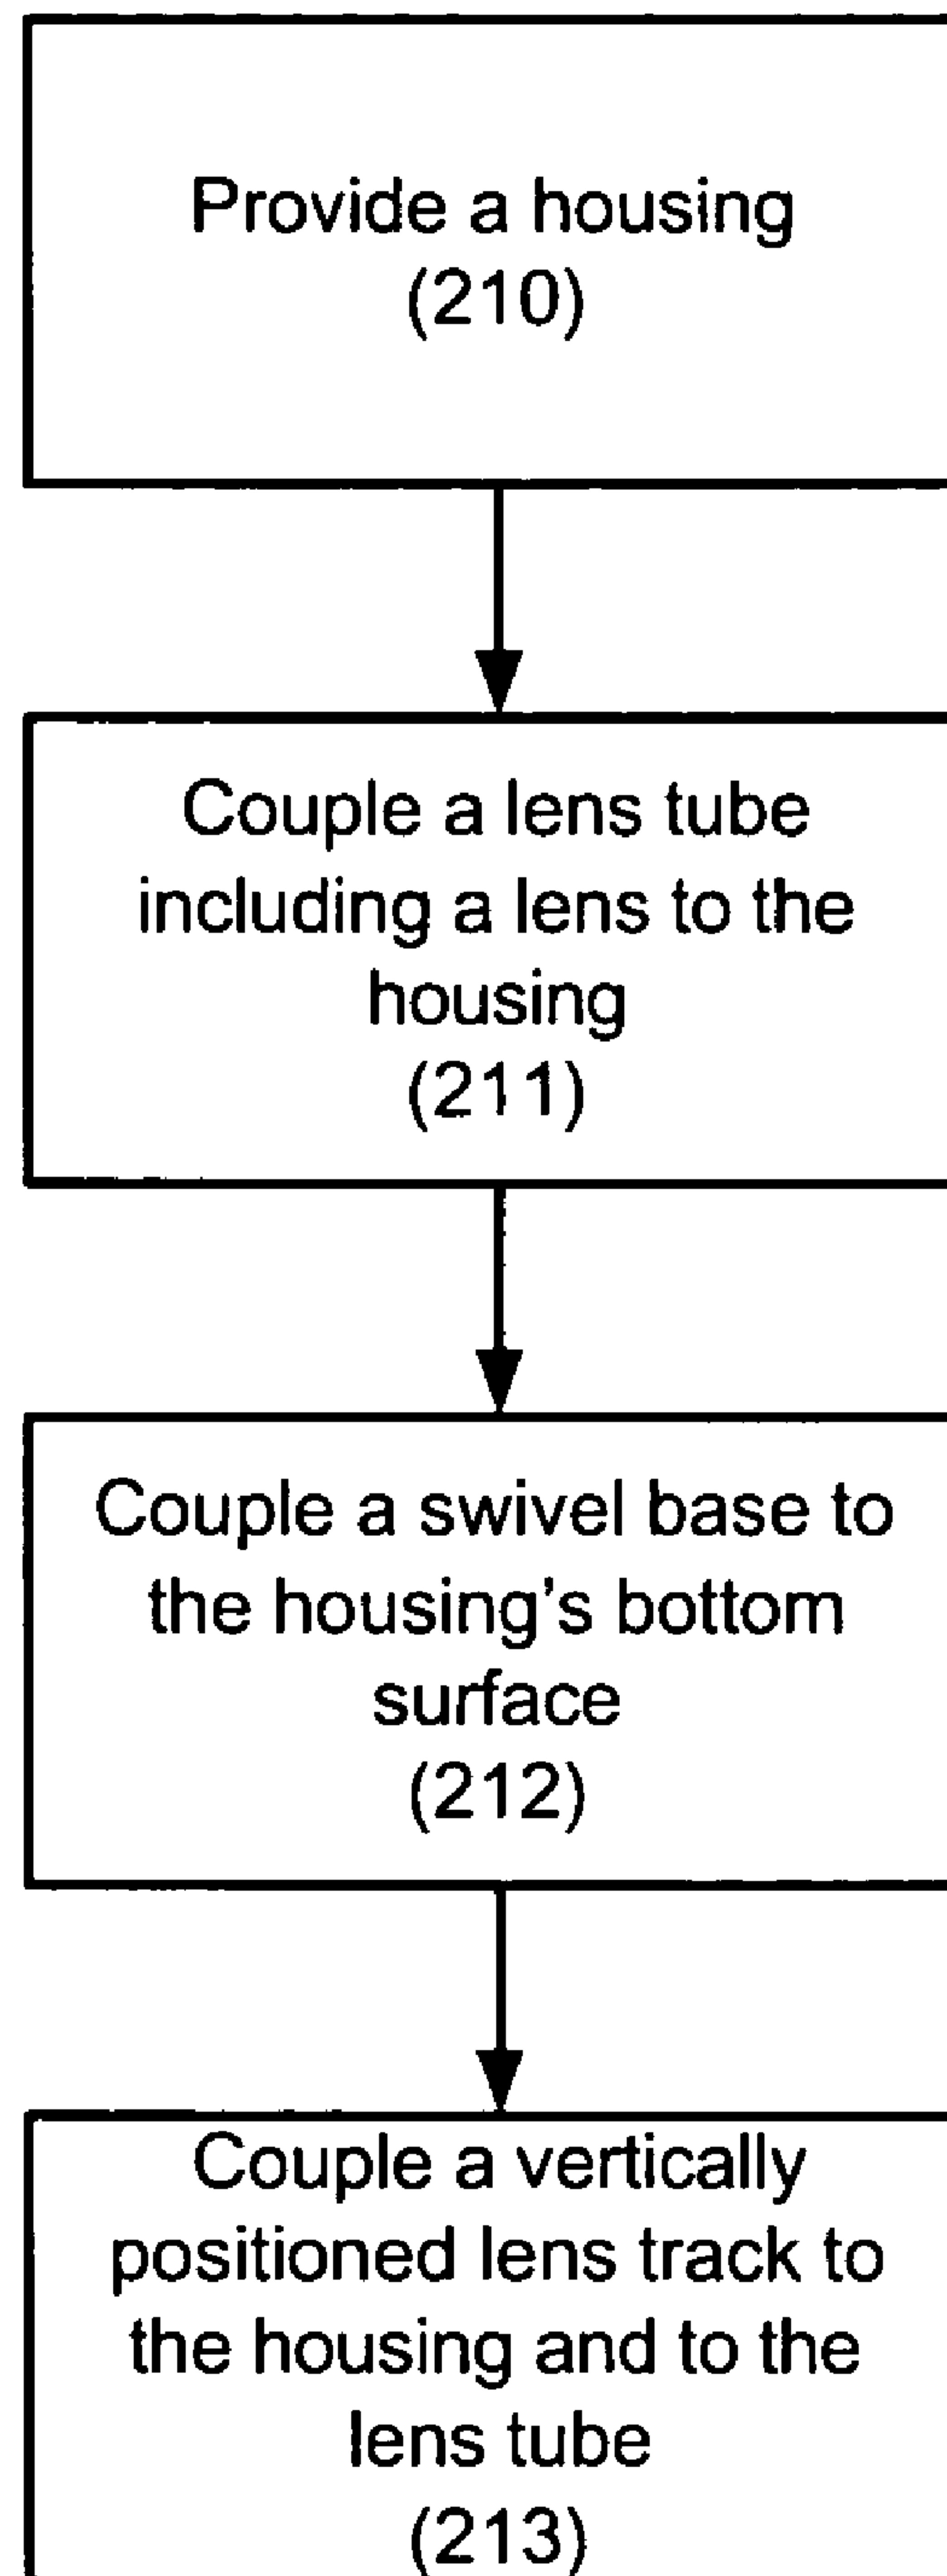 Provide a housing
(210)
Couple a lens tube
including a lens to the
housing
(211)
Couple a swivel base to
the housing's bottom
surface
(212)
Couple a vertically
positioned lens track to
the housing and to the
lens tube
(213)